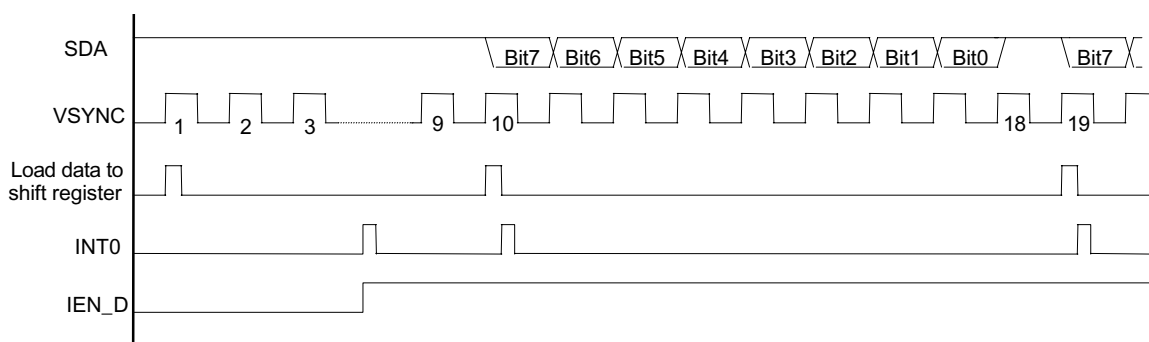 SDA
Bit7 Bit6 Bit5 Bit4 Bit3 Bit2 Bit1 Bit0 Bit7
VSYNC
1 2 3 9 10 18 19
Load data to
shift register
INT0
IEN_D